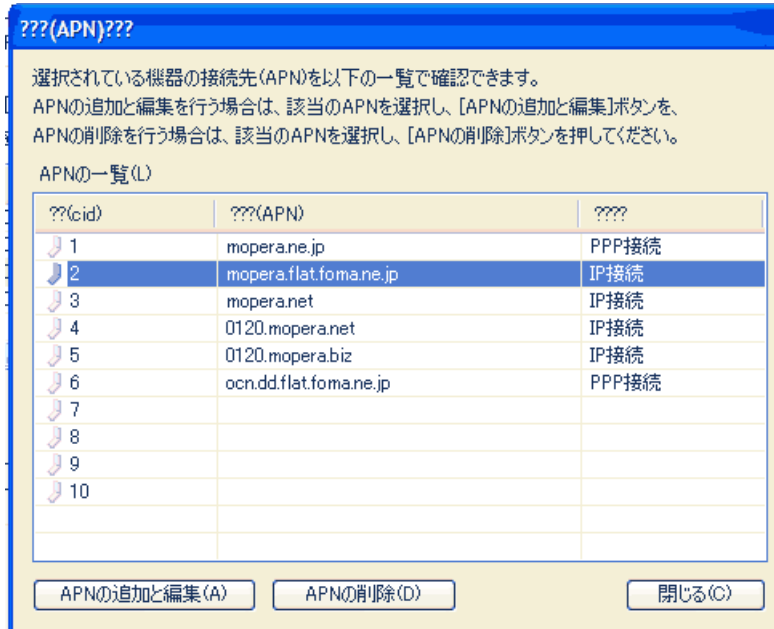 ???(APN)???
選択されている機器の接続先(APN)を以下の一覧で確認できます。
APNの追加と編集を行う場合は、該当のAPNを選択し、[APNの追加と編集]ボタンを、
APNの削除を行う場合は、該当のAPNを選択し、[APNの削除]ボタンを押してください。
APNの一覧(L)
??(cid) ???(APN) ????
1 mopera.ne.jp PPP接続
2 mopera.flat.foma.ne.jp IP接続
3 mopera.net IP接続
4 0120.mopera.net IP接続
5 0120.mopera.biz IP接続
6 ocn.dd.flat.foma.ne.jp PPP接続
7
8
9
10
APNの追加と編集(A) APNの削除(D) 閉じる(C)